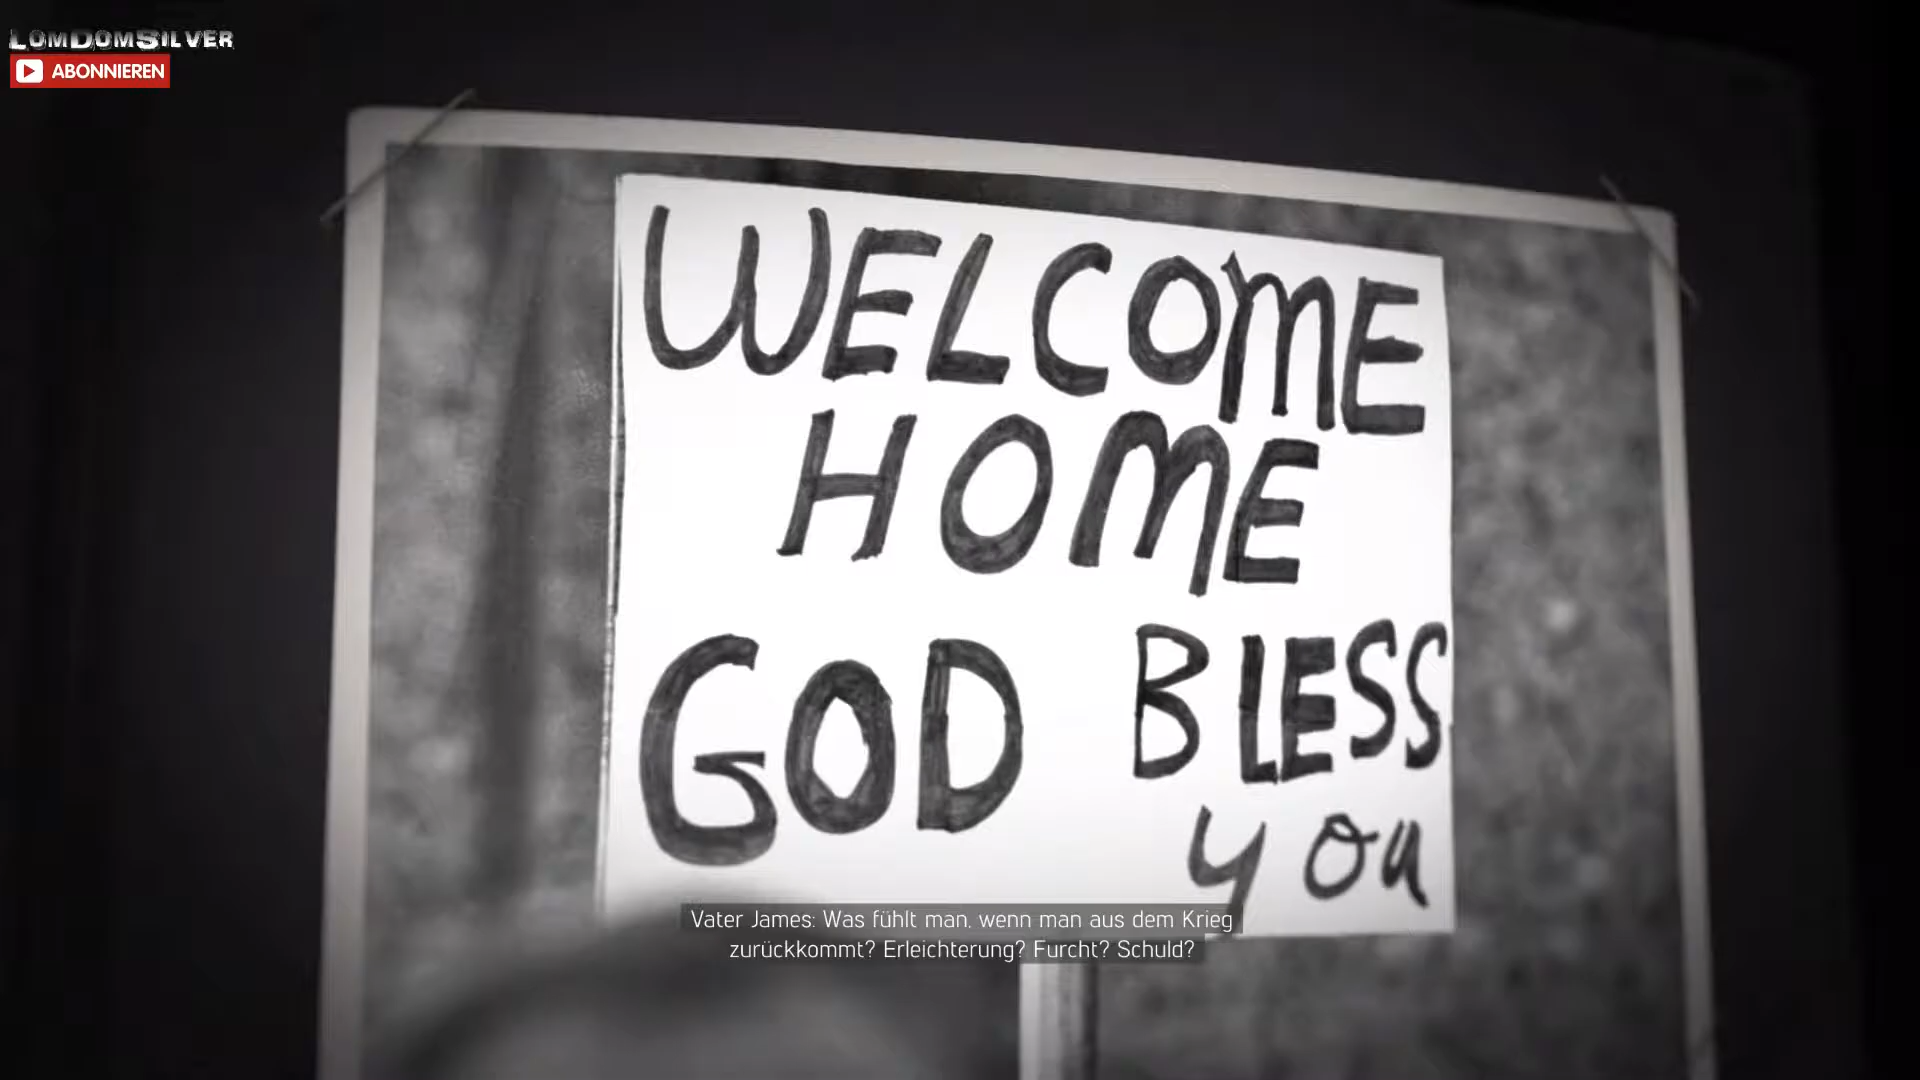 LOMDOMSILVER
ABONNIEREN
WELCOME
HOME
GOD BLESS
you
Vater James: Was fühlt man, wenn man aus dem Krieg
zurückkommt? Erleichterung? Furcht? Schuld?